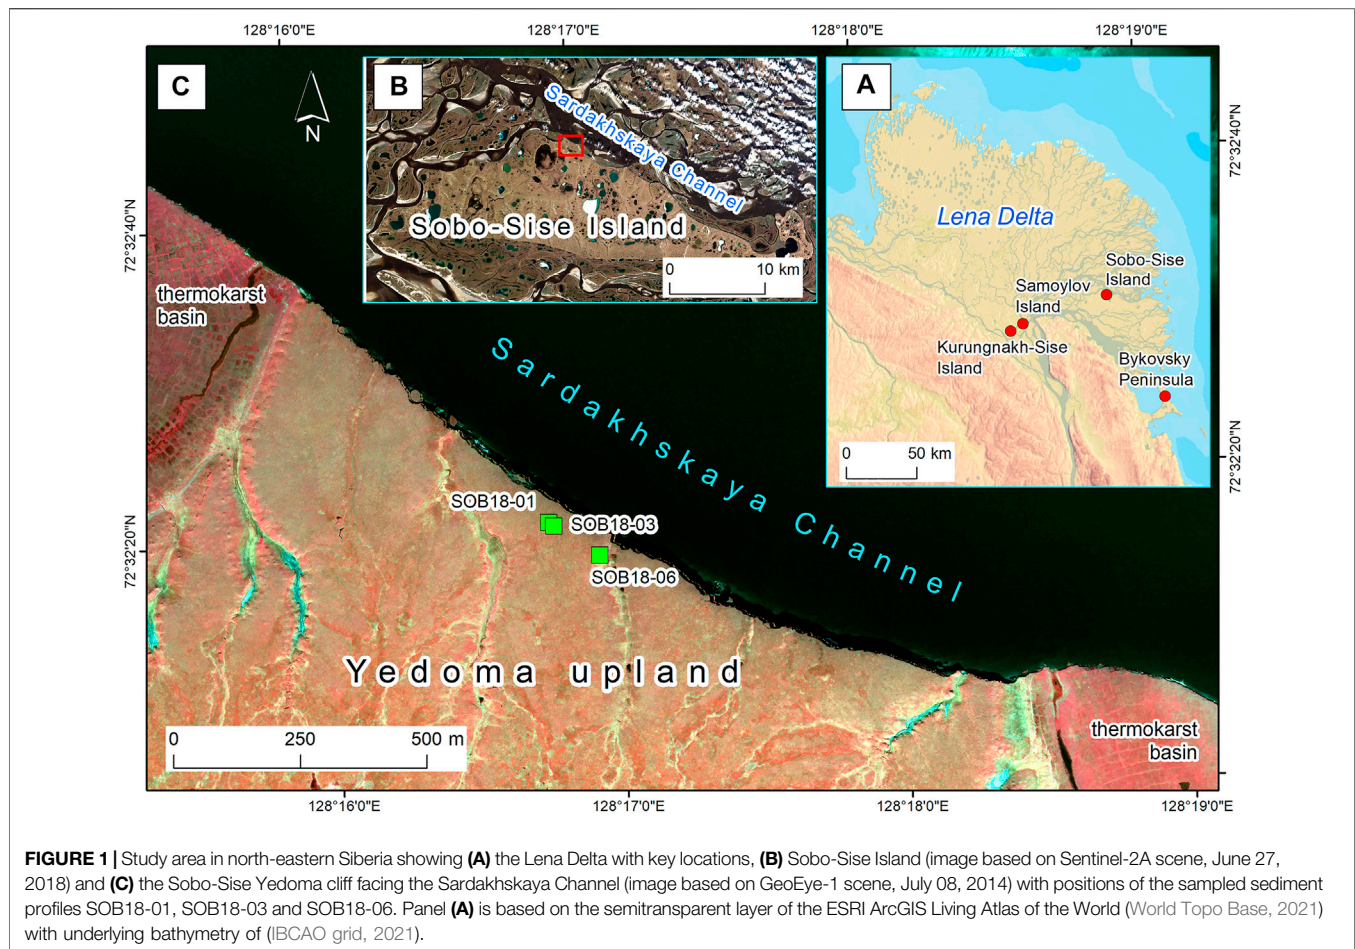 128°16'0"E
128°17'0"E
128°18'0"E
128°19'0"E
C
N
B
Sardakhskaya Channel
Sobo-Sise Island
0
10 km
A
Lena Delta
Sobo-Sise
Island
Samoylov
Island
Kurungnakh-Sise
Island
Bykovsky
Peninsula
0
50 km
72°32'40"N
72°32'20"N
72°32'40"N
72°32'20"N
thermokarst
basin
Sardakhskaya Channel
SOB18-01
SOB18-03
SOB18-06
Yedoma upland
0
250
500 m
thermokarst
basin
128°16'0"E
128°17'0"E
128°18'0"E
128°19'0"E
FIGURE 1 | Study area in north-eastern Siberia showing (A) the Lena Delta with key locations, (B) Sobo-Sise Island (image based on Sentinel-2A scene, June 27,
2018) and (C) the Sobo-Sise Yedoma cliff facing the Sardakhskaya Channel (image based on GeoEye-1 scene, July 08, 2014) with positions of the sampled sediment
profiles SOB18-01, SOB18-03 and SOB18-06. Panel (A) is based on the semitransparent layer of the ESRI ArcGIS Living Atlas of the World (World Topo Base, 2021)
with underlying bathymetry of (IBCAO grid, 2021).